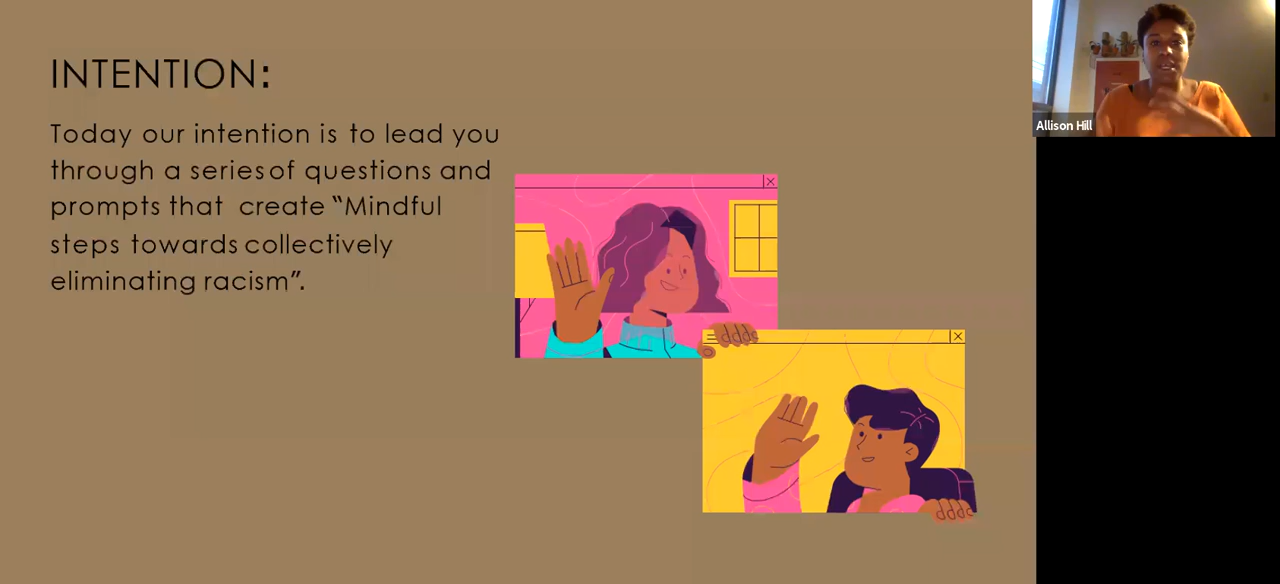 INTENTION:
Today our intention is to lead you
through a series of questions and
prompts that create “Mindful
steps towards collectively
eliminating racism”.
Allison Hill